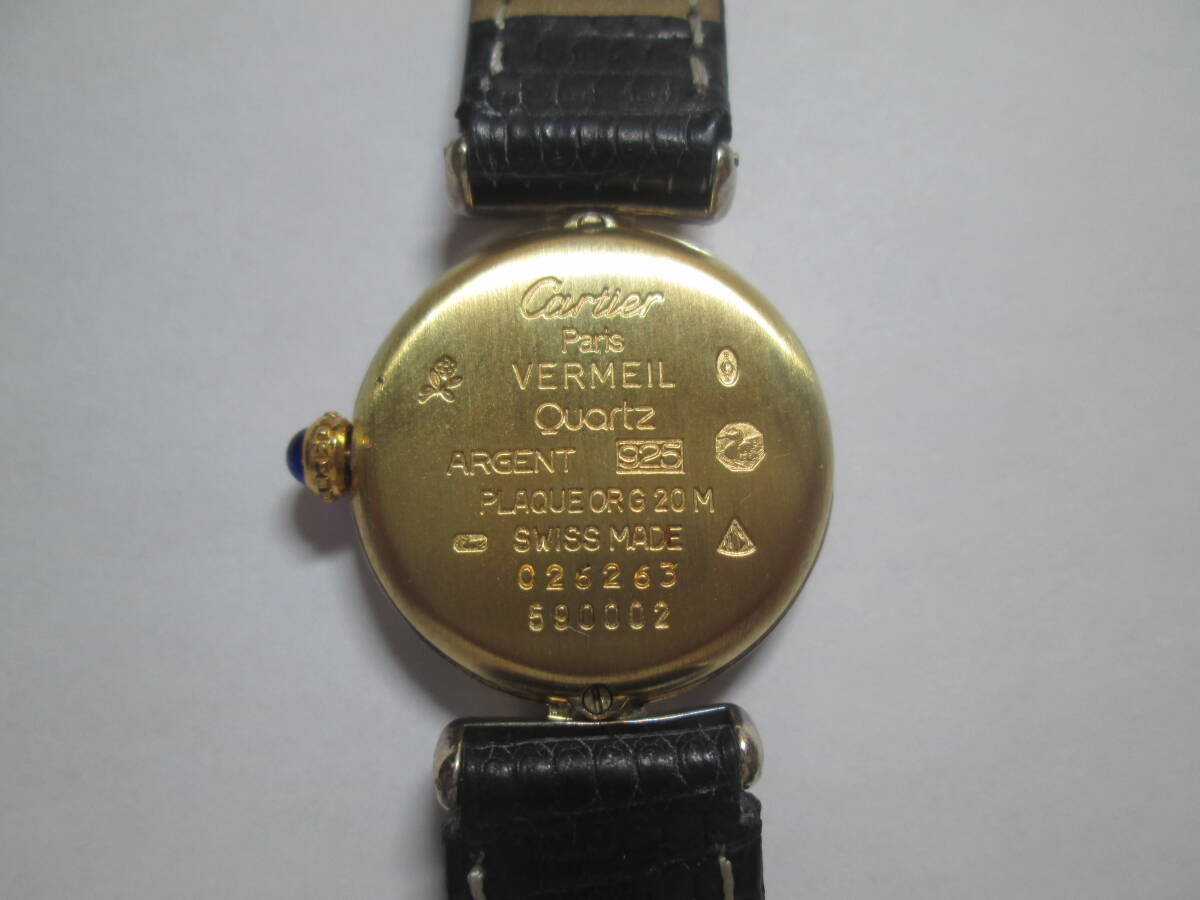 Cartier
Paris
VERMEIL
Quartz
ARGENT 925
PLAQUE OR G 20 M
SWISS MADE
026263
590002